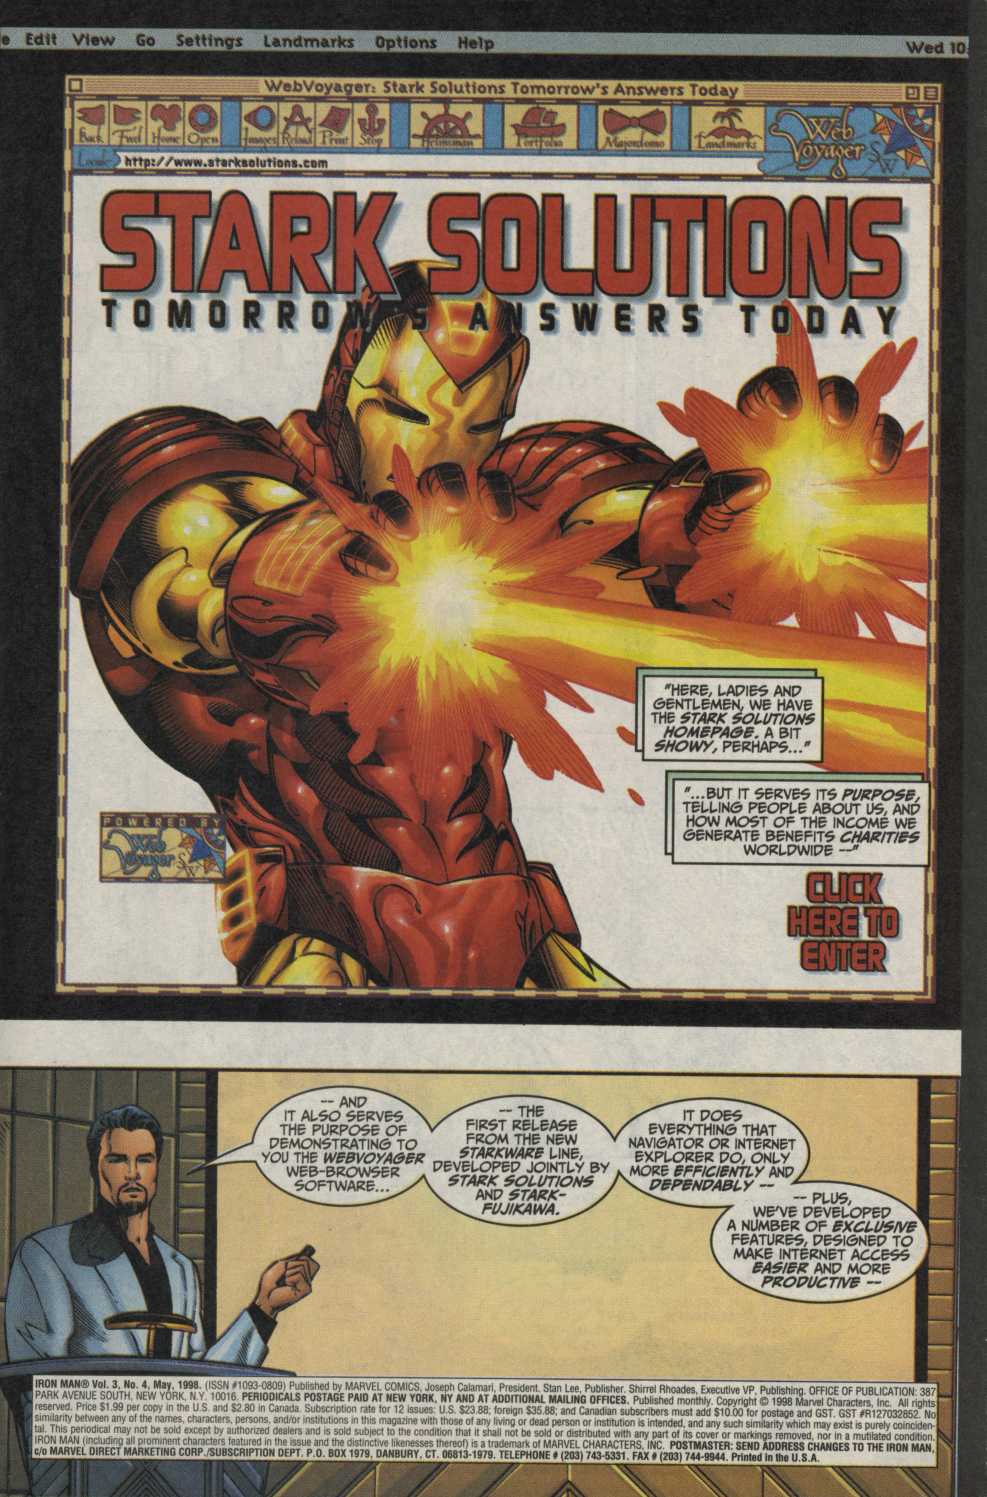 e Edit View Go Settings Landmarks Options Help
Wed 10:
WebVoyager: Stark Solutions Tomorrow's Answers Today
Back Fwd Home Open Images Reload Print Stop Helmsman Portfolio Majordomo Landmarks
Web
Voyager SW
Locale http://www.starksolutions.com
STARK SOLUTIONS
TOMORROW'S ANSWERS TODAY
"HERE, LADIES AND
GENTLEMEN, WE HAVE
THE STARK SOLUTIONS
HOMEPAGE. A BIT
SHOWY, PERHAPS..."
"...BUT IT SERVES ITS PURPOSE,
TELLING PEOPLE ABOUT US, AND
HOW MOST OF THE INCOME WE
GENERATE BENEFITS CHARITIES
WORLDWIDE --"
POWERED BY
Web
Voyager SW
CLICK
HERE TO
ENTER
-- AND
IT ALSO SERVES
THE PURPOSE OF
DEMONSTRATING TO
YOU THE WEBVOYAGER
WEB-BROWSER
SOFTWARE...
-- THE
FIRST RELEASE
FROM THE NEW
STARKWARE LINE,
DEVELOPED JOINTLY BY
STARK SOLUTIONS
AND STARK-
FUJIKAWA.
IT DOES
EVERYTHING THAT
NAVIGATOR OR INTERNET
EXPLORER DO, ONLY
MORE EFFICIENTLY AND
DEPENDABLY --
-- PLUS,
WE'VE DEVELOPED
A NUMBER OF EXCLUSIVE
FEATURES, DESIGNED TO
MAKE INTERNET ACCESS
EASIER AND MORE
PRODUCTIVE --
IRON MAN® Vol. 3, No. 4, May, 1998. (ISSN #1093-0809) Published by MARVEL COMICS, Joseph Calamari, President. Stan Lee, Publisher. Shirrel Rhoades, Executive VP, Publishing. OFFICE OF PUBLICATION: 387
PARK AVENUE SOUTH, NEW YORK, N.Y. 10016. PERIODICALS POSTAGE PAID AT NEW YORK, NY AND AT ADDITIONAL MAILING OFFICES. Published monthly. Copyright © 1998 Marvel Characters, Inc. All rights
reserved. Price $1.99 per copy in the U.S. and $2.80 in Canada. Subscription rate for 12 issues: U.S. $23.88; foreign $35.88; and Canadian subscribers must add $10.00 for postage and GST. GST #R127032852. No
similarity between any of the names, characters, persons, and/or institutions in this magazine with those of any living or dead person or institution is intended, and any such similarity which may exist is purely coinciden-
tal. This periodical may not be sold except by authorized dealers and is sold subject to the condition that it shall not be sold or distributed with any part of its cover or markings removed, nor in a mutilated condition.
IRON MAN (including all prominent characters featured in the issue and the distinctive likenesses thereof) is a trademark of MARVEL CHARACTERS, INC. POSTMASTER: SEND ADDRESS CHANGES TO THE IRON MAN,
c/o MARVEL DIRECT MARKETING CORP./SUBSCRIPTION DEPT. P.O. BOX 1979, DANBURY, CT. 06813-1979. TELEPHONE # (203) 743-5331. FAX # (203) 744-9944. Printed in the U.S.A.